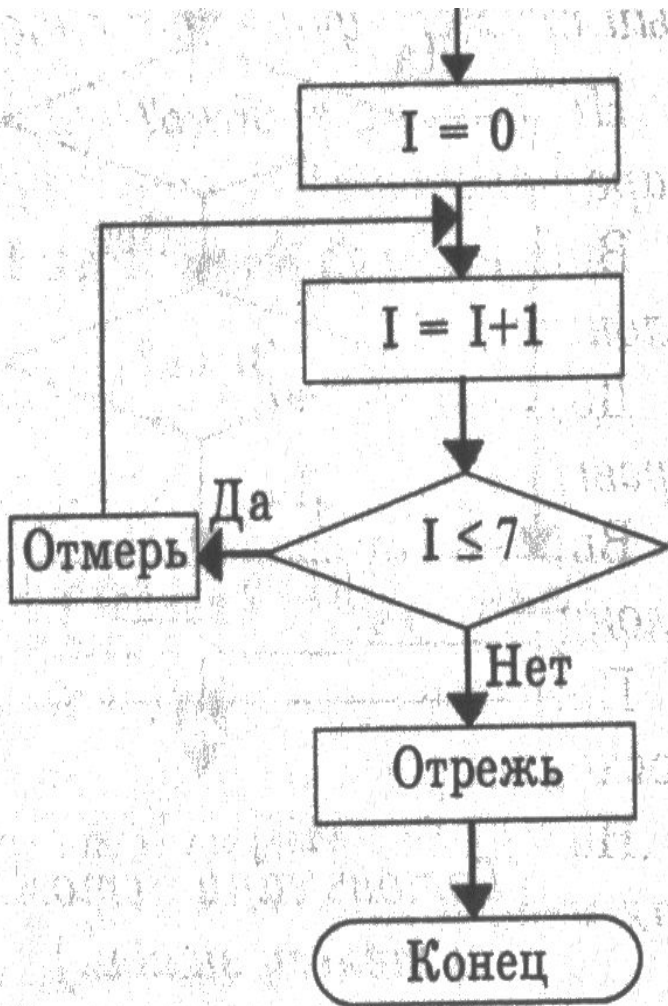 I = 0
I = I+1
Да
I ≤ 7
Отмерь
Нет
Отрежь
Конец